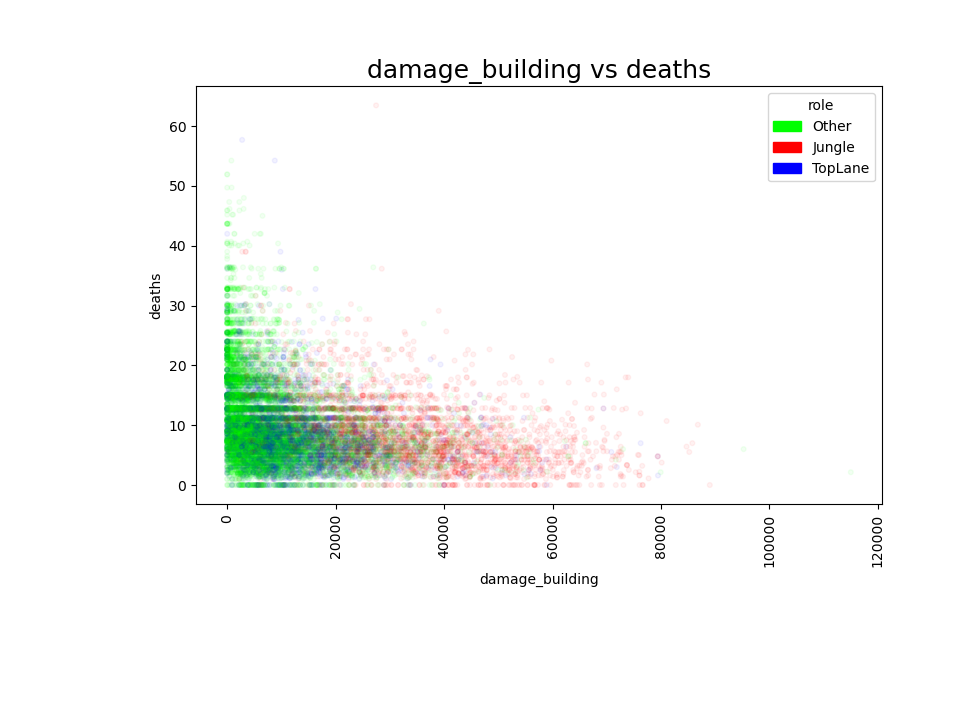 damage_building vs deaths
role
Other
Jungle
TopLane
60
50
40
30
20
10
0
deaths
0
20000
40000
60000
80000
100000
120000
damage_building